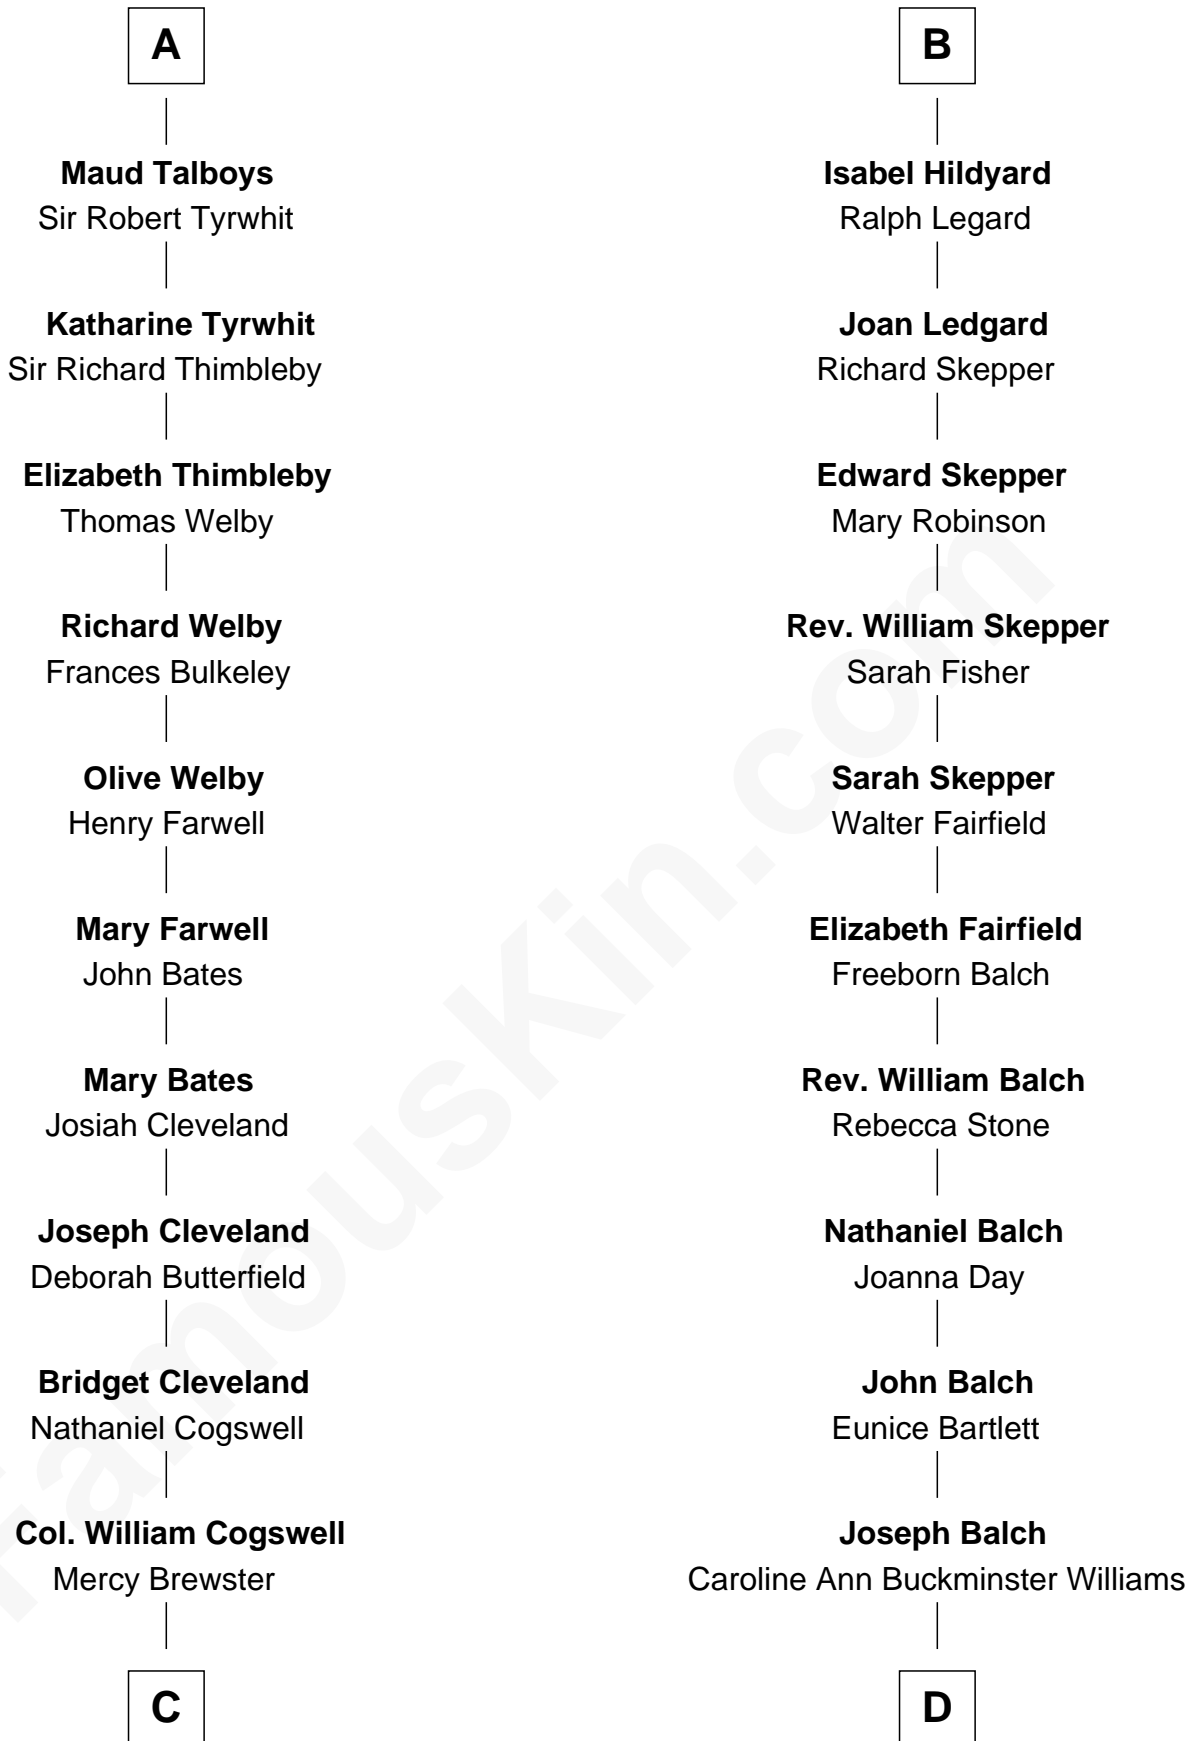 A
Maud Talboys
Sir Robert Tyrwhit
Katharine Tyrwhit
Sir Richard Thimbleby
Elizabeth Thimbleby
Thomas Welby
Richard Welby
Frances Bulkeley
Olive Welby
Henry Farwell
Mary Farwell
John Bates
Mary Bates
Josiah Cleveland
Joseph Cleveland
Deborah Butterfield
Bridget Cleveland
Nathaniel Cogswell
Col. William Cogswell
Mercy Brewster
C
B
Isabel Hildyard
Ralph Legard
Joan Ledgard
Richard Skepper
Edward Skepper
Mary Robinson
Rev. William Skepper
Sarah Fisher
Sarah Skepper
Walter Fairfield
Elizabeth Fairfield
Freeborn Balch
Rev. William Balch
Rebecca Stone
Nathaniel Balch
Joanna Day
John Balch
Eunice Bartlett
Joseph Balch
Caroline Ann Buckminster Williams
D
FamousKin.com